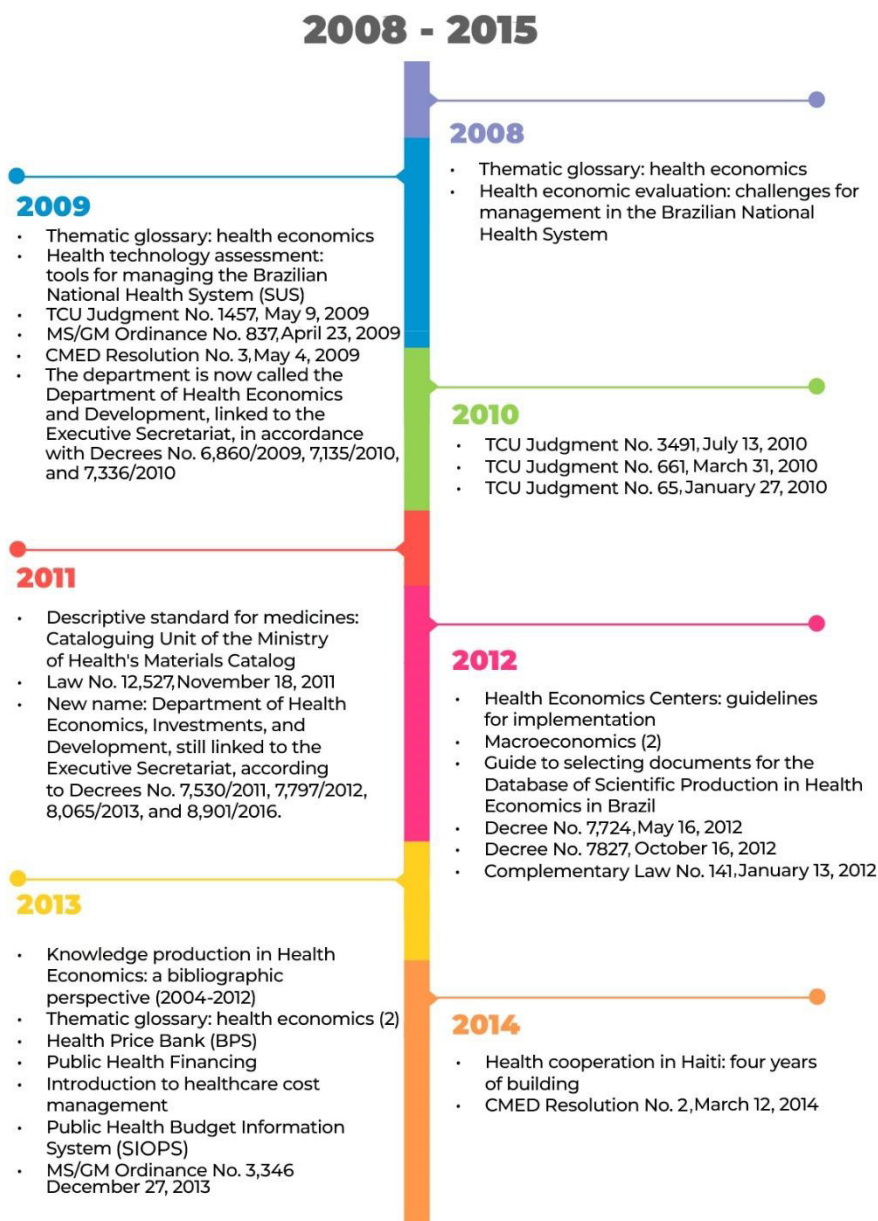 2008 - 2015
2008
• Thematic glossary: health economics
• Health economic evaluation: challenges for
management in the Brazilian National
Health System
2009
• Thematic glossary: health economics
• Health technology assessment:
tools for managing the Brazilian
National Health System (SUS)
• TCU Judgment No. 1457, May 9, 2009
• MS/GM Ordinance No. 837,April 23, 2009
• CMED Resolution No. 3,May 4, 2009
• The department is now called the
Department of Health Economics
and Development, linked to the
Executive Secretariat, in accordance
with Decrees No. 6,860/2009, 7,135/2010,
and 7,336/2010
2010
• TCU Judgment No. 3491,July 13, 2010
• TCU Judgment No. 661, March 31, 2010
• TCU Judgment No. 65,January 27, 2010
2011
• Descriptive standard for medicines:
Cataloguing Unit of the Ministry
of Health's Materials Catalog
• Law No. 12,527,November 18, 2011
• New name: Department of Health
Economics, Investments, and
Development, still linked to the
Executive Secretariat, according
to Decrees No. 7,530/2011, 7,797/2012,
8,065/2013, and 8,901/2016.
2012
• Health Economics Centers: guidelines
for implementation
• Macroeconomics (2)
• Guide to selecting documents for the
Database of Scientific Production in Health
Economics in Brazil
• Decree No. 7,724,May 16, 2012
• Decree No. 7827,October 16, 2012
• Complementary Law No. 141,January 13, 2012
2013
• Knowledge production in Health
Economics: a bibliographic
perspective (2004-2012)
• Thematic glossary: health economics (2)
• Health Price Bank (BPS)
• Public Health Financing
• Introduction to healthcare cost
management
• Public Health Budget Information
System (SIOPS)
• MS/GM Ordinance No. 3,346
December 27, 2013
2014
• Health cooperation in Haiti: four years
of building
• CMED Resolution No. 2,March 12, 2014